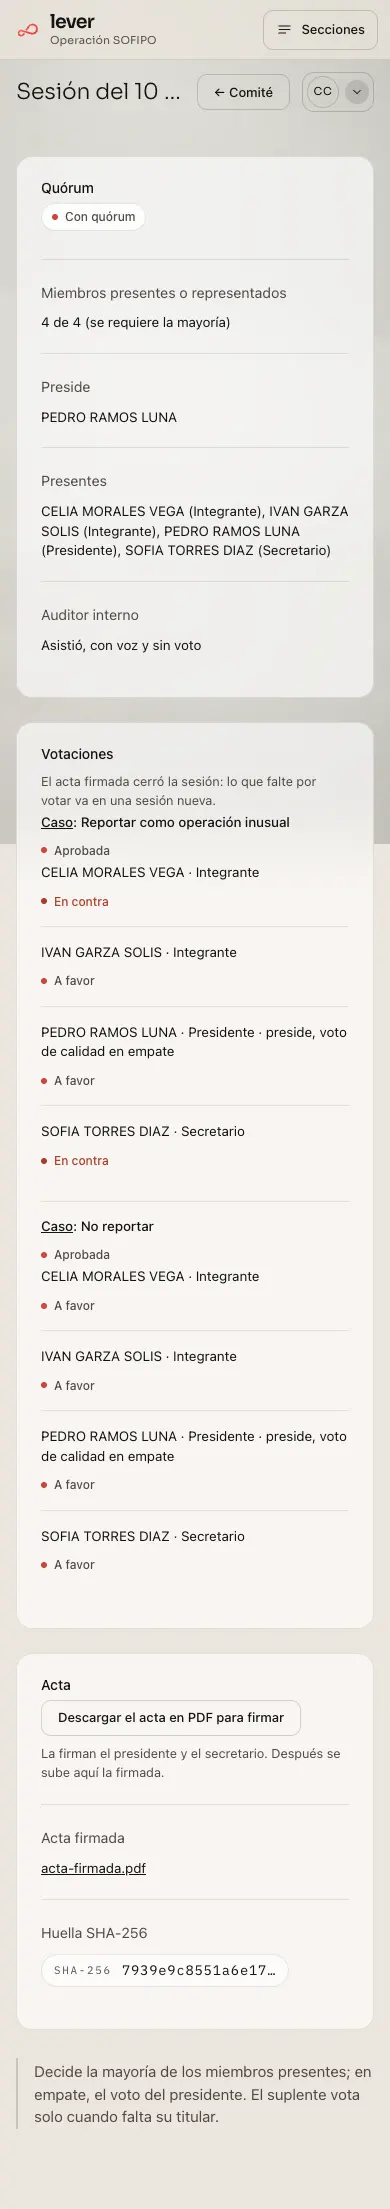 lever
Operación SOFIPO
Secciones
Sesión del 10 ...
← Comité
CC
Quórum
Con quórum
Miembros presentes o representados
4 de 4 (se requiere la mayoría)
Preside
PEDRO RAMOS LUNA
Presentes
CELIA MORALES VEGA (Integrante), IVAN GARZA
SOLIS (Integrante), PEDRO RAMOS LUNA
(Presidente), SOFIA TORRES DIAZ (Secretario)
Auditor interno
Asistió, con voz y sin voto
Votaciones
El acta firmada cerró la sesión: lo que falte por
votar va en una sesión nueva.
Caso: Reportar como operación inusual
Aprobada
CELIA MORALES VEGA · Integrante
En contra
IVAN GARZA SOLIS · Integrante
A favor
PEDRO RAMOS LUNA · Presidente · preside, voto
de calidad en empate
A favor
SOFIA TORRES DIAZ · Secretario
En contra
Caso: No reportar
Aprobada
CELIA MORALES VEGA · Integrante
A favor
IVAN GARZA SOLIS · Integrante
A favor
PEDRO RAMOS LUNA · Presidente · preside, voto
de calidad en empate
A favor
SOFIA TORRES DIAZ · Secretario
A favor
Acta
Descargar el acta en PDF para firmar
La firman el presidente y el secretario. Después se
sube aquí la firmada.
Acta firmada
acta-firmada.pdf
Huella SHA-256
SHA-256 7939e9c8551a6e17…
Decide la mayoría de los miembros presentes; en
empate, el voto del presidente. El suplente vota
solo cuando falta su titular.